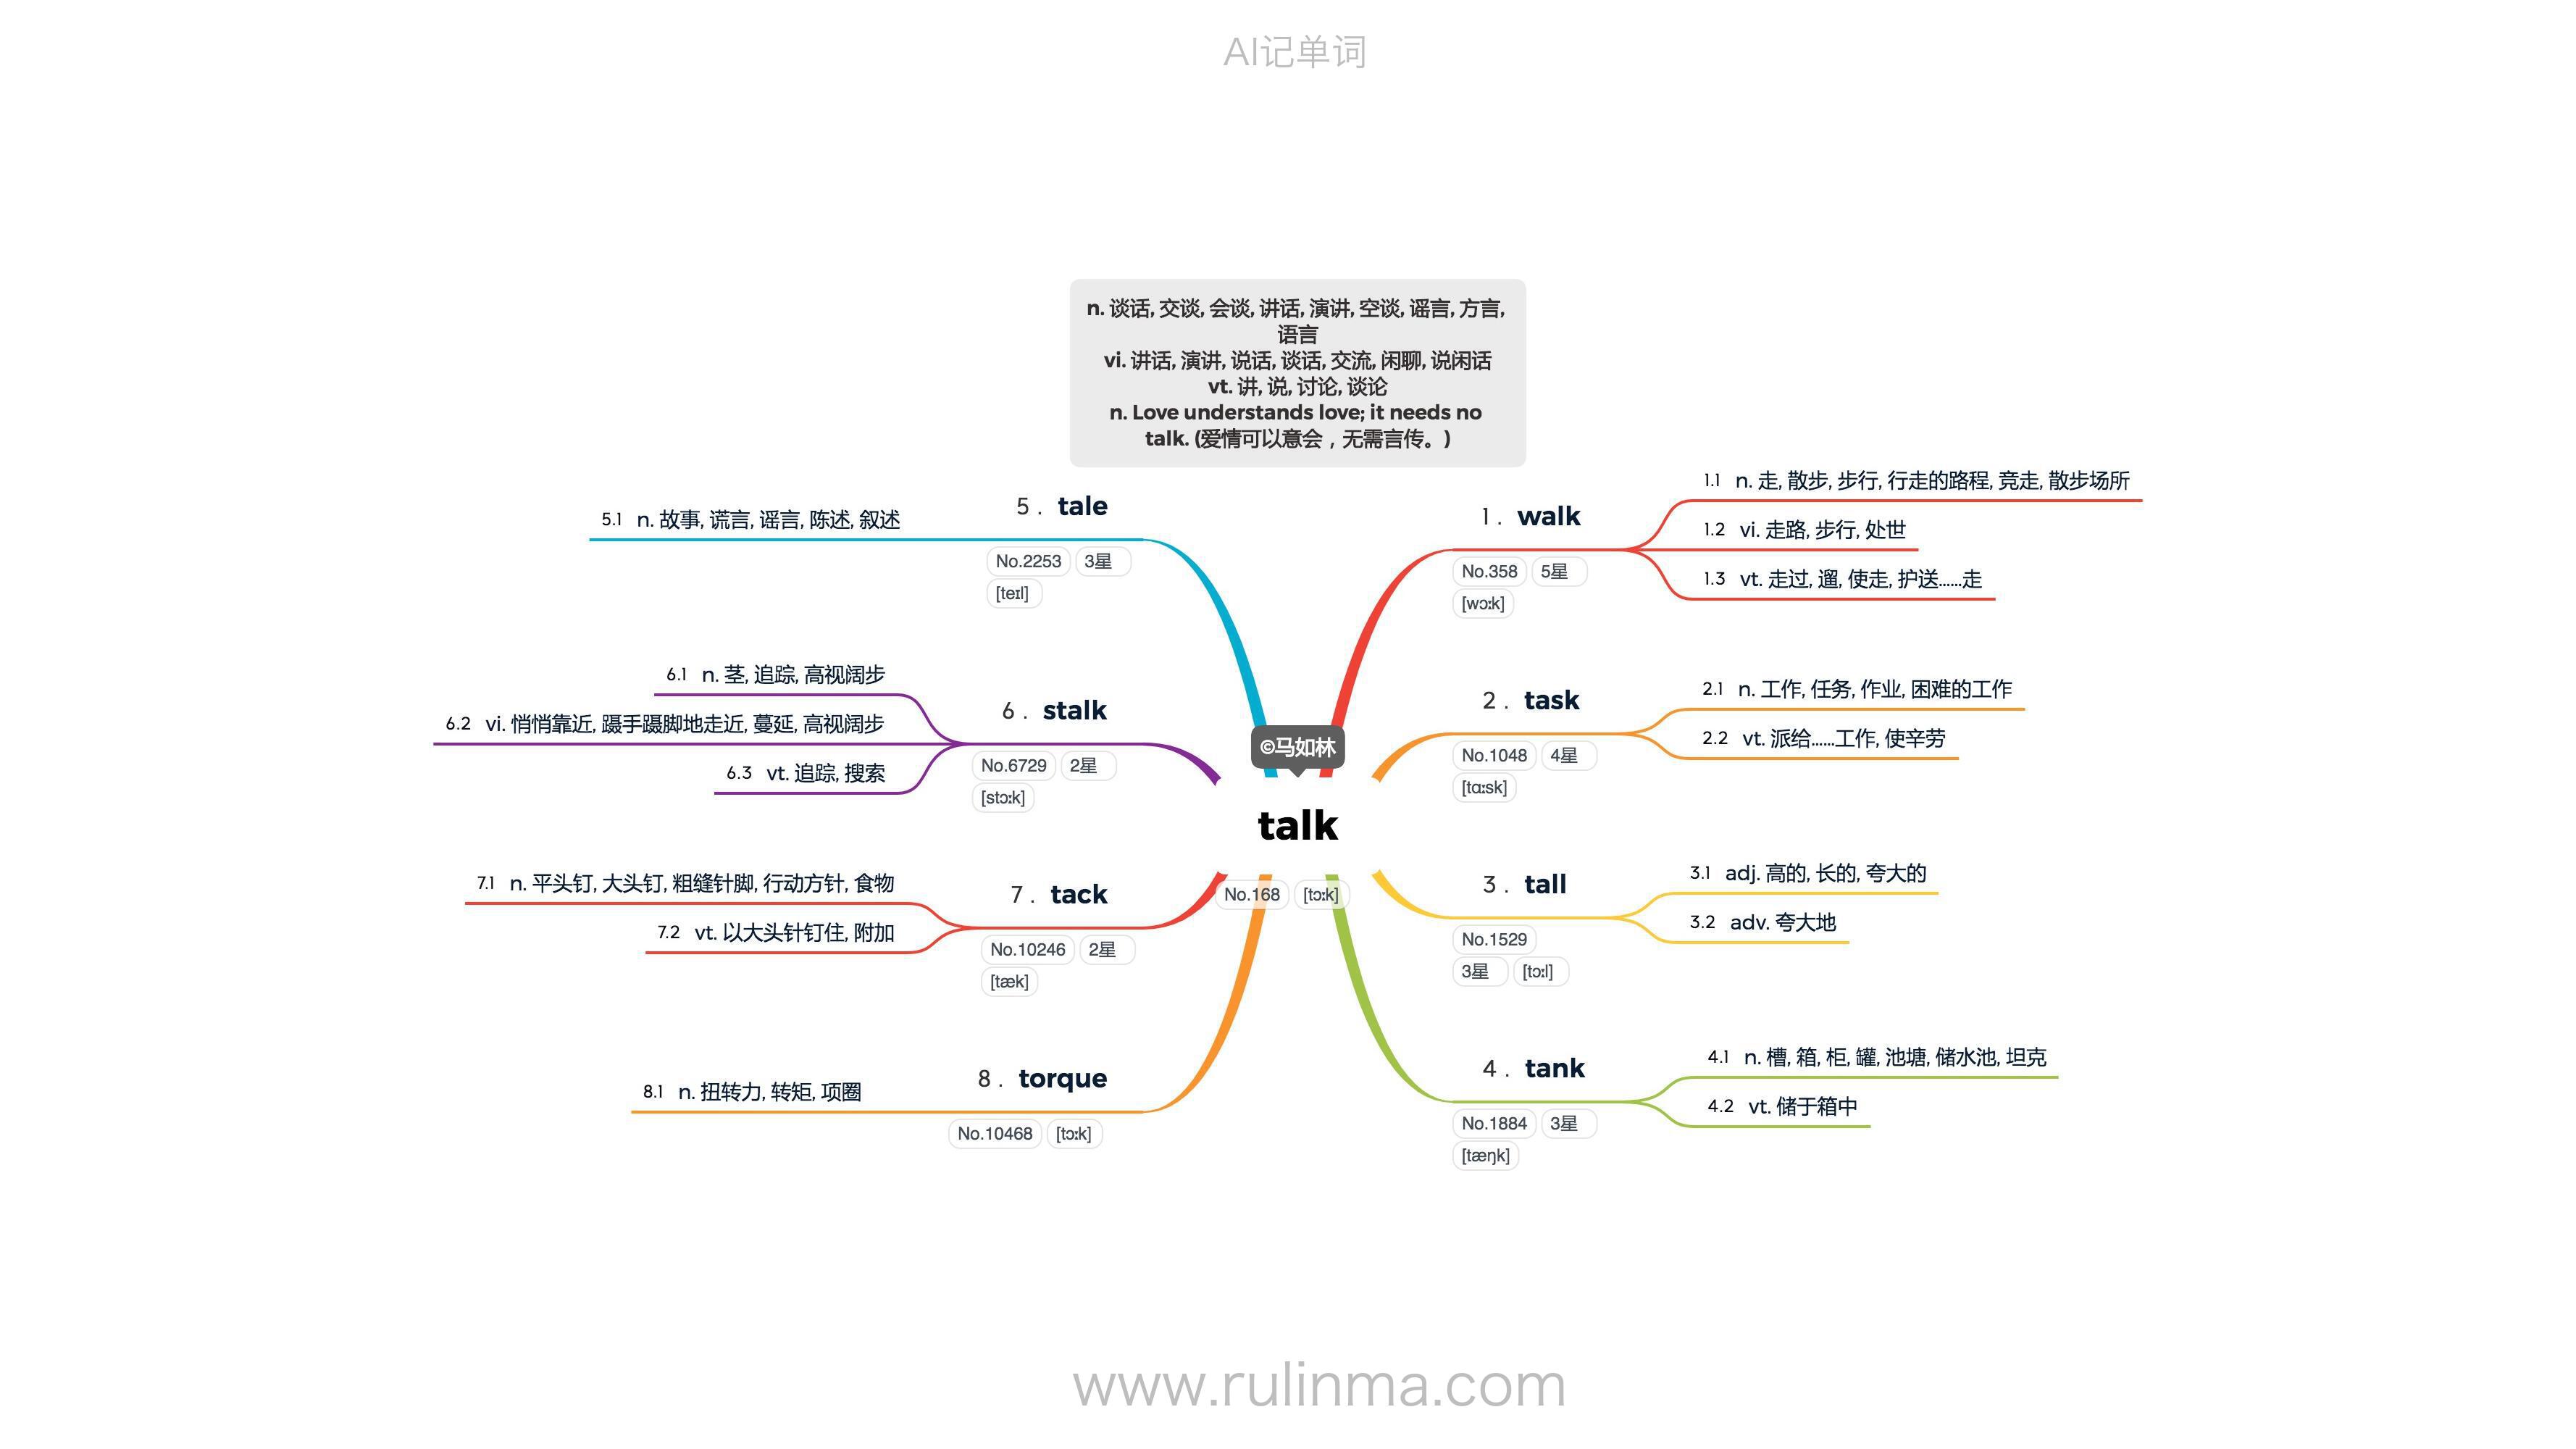 AI记单词
n. 谈话, 交谈, 会谈, 讲话, 演讲, 空谈, 谣言, 方言,
语言
vi. 讲话, 演讲, 说话, 谈话, 交流, 闲聊, 说闲话
vt. 讲, 说, 讨论, 谈论
n. Love understands love; it needs no
talk. (爱情可以意会，无需言传。)
©马如林
talk
No.168 [tɔːk]
1 . walk
No.358 5星
[wɔːk]
1.1 n. 走, 散步, 步行, 行走的路程, 竞走, 散步场所
1.2 vi. 走路, 步行, 处世
1.3 vt. 走过, 遛, 使走, 护送……走
2 . task
No.1048 4星
[tɑːsk]
2.1 n. 工作, 任务, 作业, 困难的工作
2.2 vt. 派给……工作, 使辛劳
3 . tall
No.1529
3星 [tɔːl]
3.1 adj. 高的, 长的, 夸大的
3.2 adv. 夸大地
4 . tank
No.1884 3星
[tæŋk]
4.1 n. 槽, 箱, 柜, 罐, 池塘, 储水池, 坦克
4.2 vt. 储于箱中
5 . tale
No.2253 3星
[teɪl]
5.1 n. 故事, 谎言, 谣言, 陈述, 叙述
6 . stalk
No.6729 2星
[stɔːk]
6.1 n. 茎, 追踪, 高视阔步
6.2 vi. 悄悄靠近, 蹑手蹑脚地走近, 蔓延, 高视阔步
6.3 vt. 追踪, 搜索
7 . tack
No.10246 2星
[tæk]
7.1 n. 平头钉, 大头钉, 粗缝针脚, 行动方针, 食物
7.2 vt. 以大头针钉住, 附加
8 . torque
No.10468 [tɔːk]
8.1 n. 扭转力, 转矩, 项圈
www.rulinma.com